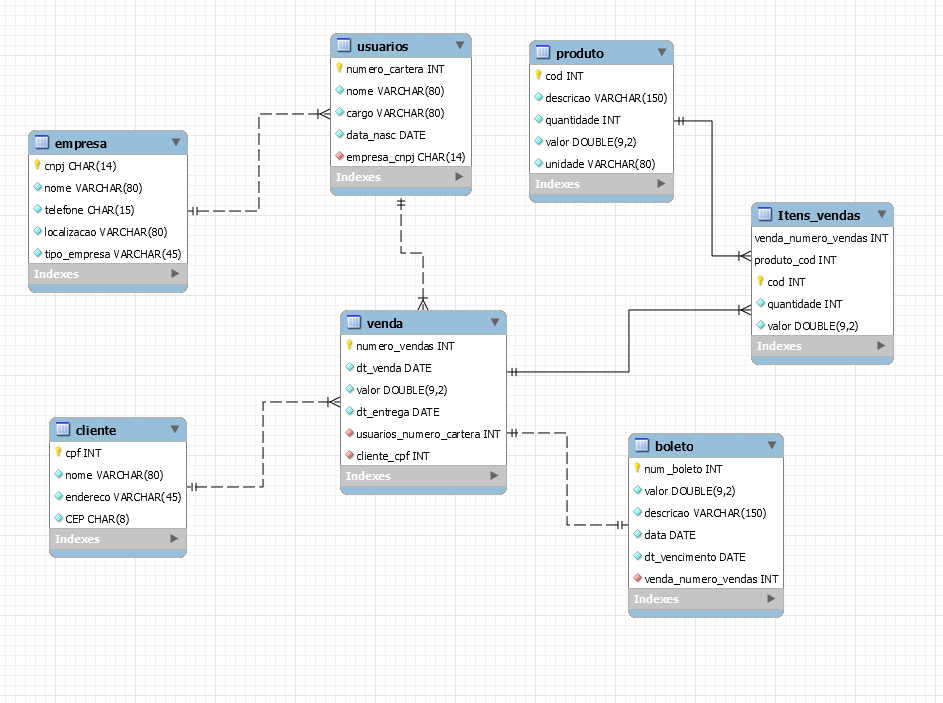 usuarios
numero_cartera INT
nome VARCHAR(80)
cargo VARCHAR(80)
data_nasc DATE
empresa_cnpj CHAR(14)
Indexes
produto
cod INT
descricao VARCHAR(150)
quantidade INT
valor DOUBLE(9,2)
unidade VARCHAR(80)
Indexes
empresa
cnpj CHAR(14)
nome VARCHAR(80)
telefone CHAR(15)
localizacao VARCHAR(80)
tipo_empresa VARCHAR(45)
Indexes
Itens_vendas
venda_numero_vendas INT
produto_cod INT
cod INT
quantidade INT
valor DOUBLE(9,2)
Indexes
venda
numero_vendas INT
dt_venda DATE
valor DOUBLE(9,2)
dt_entrega DATE
usuarios_numero_cartera INT
cliente_cpf INT
Indexes
cliente
cpf INT
nome VARCHAR(80)
endereco VARCHAR(45)
CEP CHAR(8)
Indexes
boleto
num_boleto INT
valor DOUBLE(9,2)
descricao VARCHAR(150)
data DATE
dt_vencimento DATE
venda_numero_vendas INT
Indexes